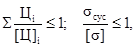 Σ Ц_i / [Ц]_i ≤ 1; σ_сус / [σ] ≤ 1,